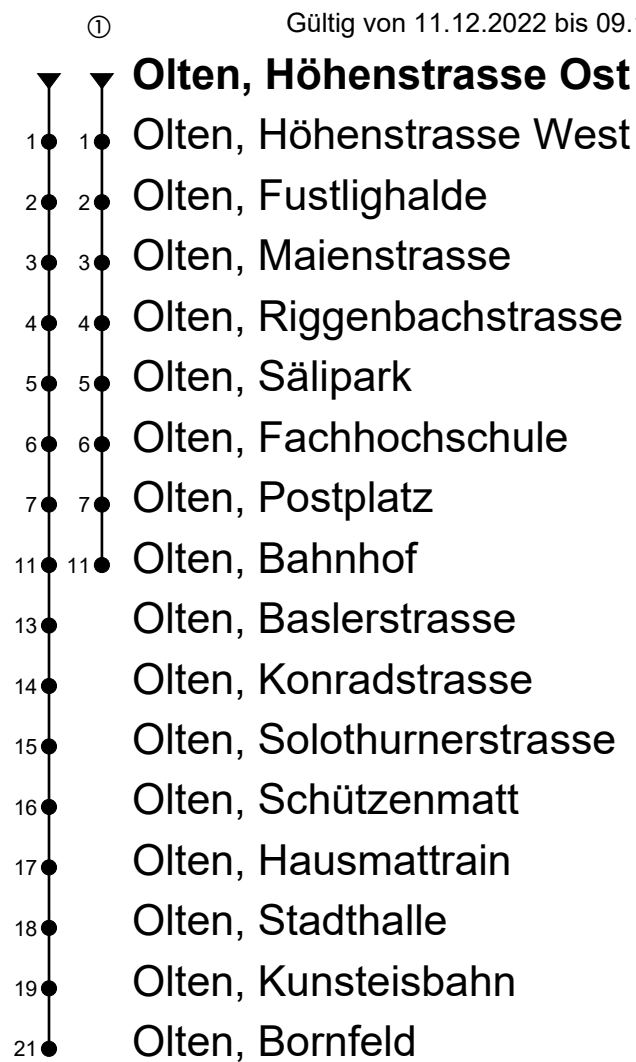 ① Gültig von 11.12.2022 bis 09.
Olten, Höhenstrasse Ost
1 1 Olten, Höhenstrasse West
2 2 Olten, Fustlighalde
3 3 Olten, Maienstrasse
4 4 Olten, Riggenbachstrasse
5 5 Olten, Sälipark
6 6 Olten, Fachhochschule
7 7 Olten, Postplatz
11 11 Olten, Bahnhof
13 Olten, Baslerstrasse
14 Olten, Konradstrasse
15 Olten, Solothurnerstrasse
16 Olten, Schützenmatt
17 Olten, Hausmattrain
18 Olten, Stadthalle
19 Olten, Kunsteisbahn
21 Olten, Bornfeld